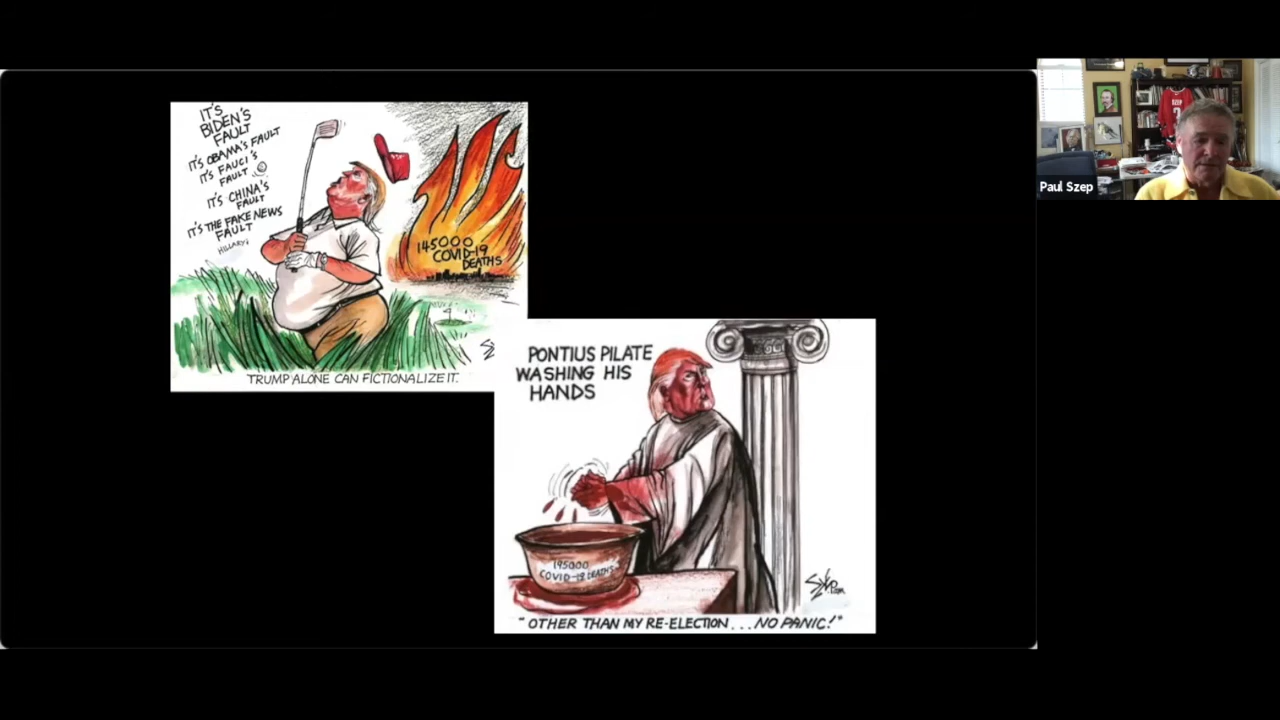 IT'S
BIDEN'S
FAULT
IT'S OBAMA'S FAULT
IT'S FAUCI'S
FAULT
IT'S CHINA'S
FAULT
IT'S THE FAKE NEWS
FAULT
HILLARY!
145000
COVID-19
DEATHS
TRUMP ALONE CAN FICTIONALIZE IT.
PONTIUS PILATE
WASHING HIS
HANDS
195000
COVID-19 DEATHS
"OTHER THAN MY RE-ELECTION...NO PANIC!"
Paul Szep